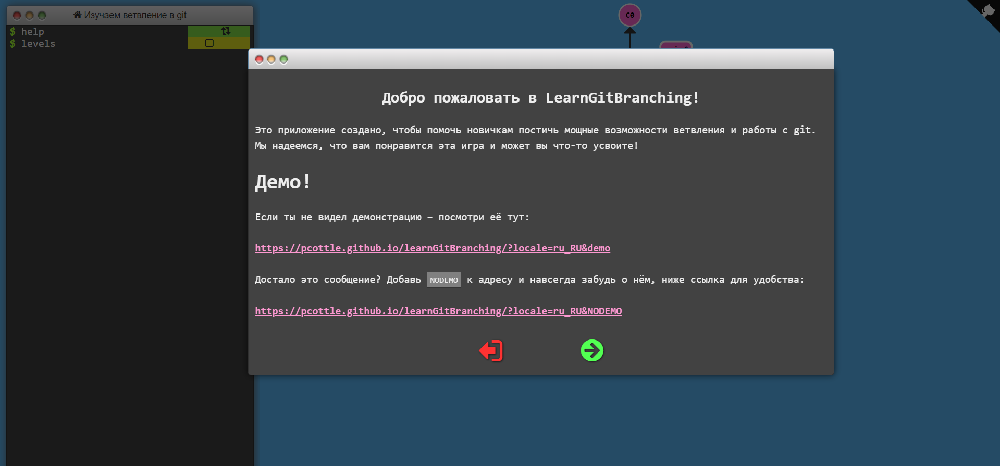 Изучаем ветвление в git
$ help
$ levels
C0
Добро пожаловать в LearnGitBranching!
Это приложение создано, чтобы помочь новичкам постичь мощные возможности ветвления и работы с git.
Мы надеемся, что вам понравится эта игра и может вы что-то усвоите!
Демо!
Если ты не видел демонстрацию – посмотри её тут:
https://pcottle.github.io/learnGitBranching/?locale=ru_RU&demo
Достало это сообщение? Добавь NODEMO к адресу и навсегда забудь о нём, ниже ссылка для удобства:
https://pcottle.github.io/learnGitBranching/?locale=ru_RU&NODEMO